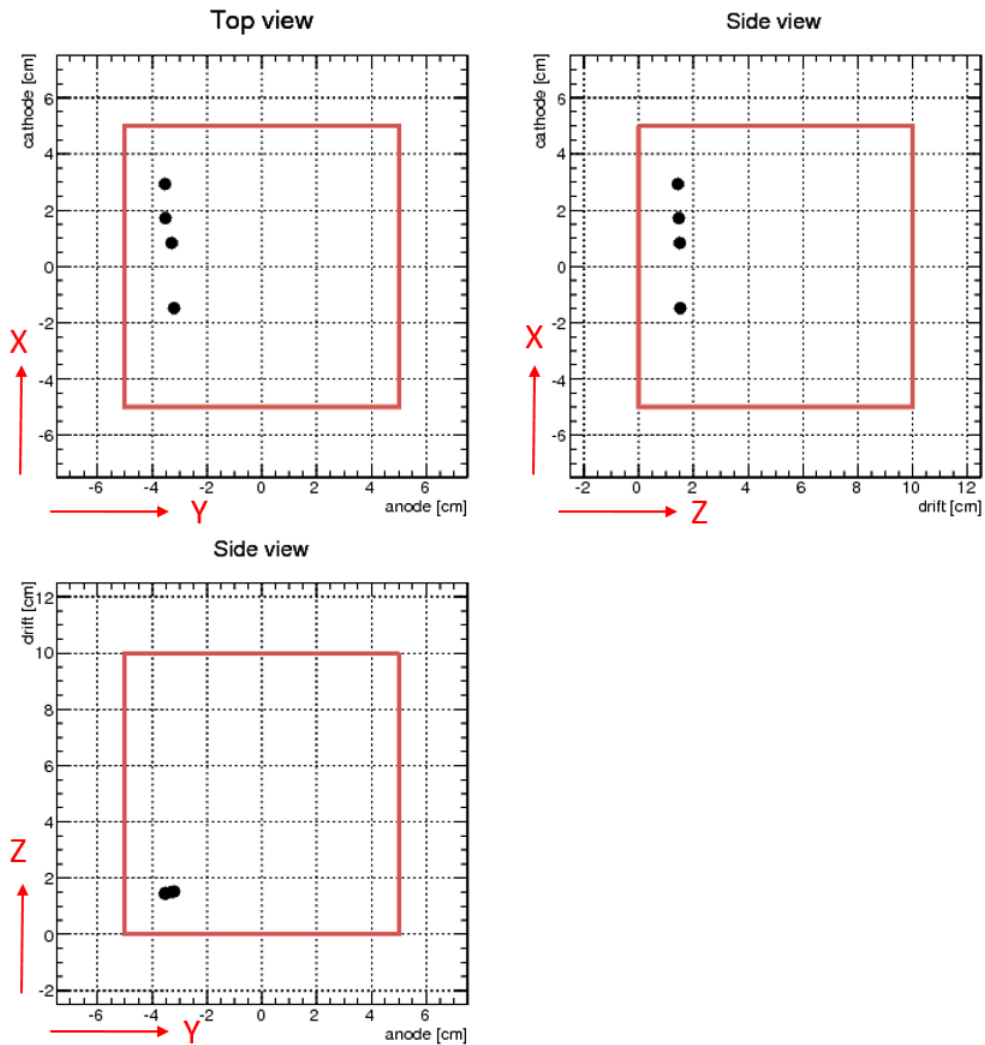 Top view
cathode [cm]
6
4
2
0
-2
-4
-6
X
-6 -4 -2 0 2 4 6
Y
anode [cm]
Side view
cathode [cm]
6
4
2
0
-2
-4
-6
X
-2 0 2 4 6 8 10 12
Z
drift [cm]
Side view
drift [cm]
12
10
8
6
4
2
0
-2
Z
-6 -4 -2 0 2 4 6
Y
anode [cm]